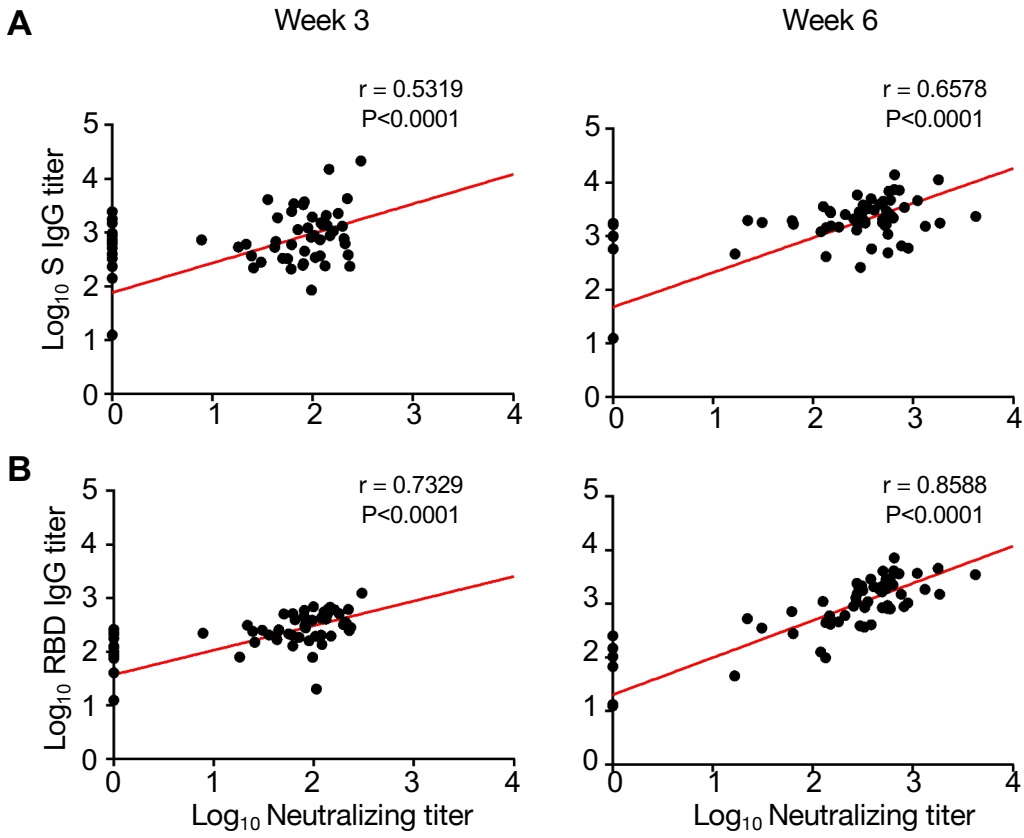 A
Week 3
Week 6
r = 0.5319
P<0.0001
r = 0.6578
P<0.0001
Log10 S IgG titer
5
4
3
2
1
0
0 1 2 3 4
5
4
3
2
1
0
0 1 2 3 4
B
r = 0.7329
P<0.0001
r = 0.8588
P<0.0001
Log10 RBD IgG titer
5
4
3
2
1
0
0 1 2 3 4
5
4
3
2
1
0
0 1 2 3 4
Log10 Neutralizing titer
Log10 Neutralizing titer